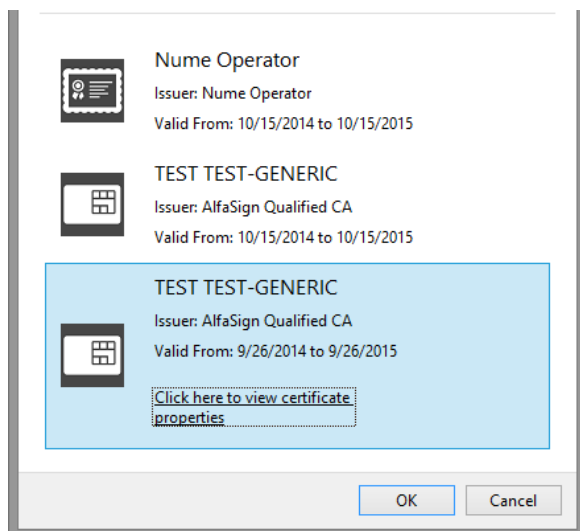 Nume Operator
Issuer: Nume Operator
Valid From: 10/15/2014 to 10/15/2015
TEST TEST-GENERIC
Issuer: AlfaSign Qualified CA
Valid From: 10/15/2014 to 10/15/2015
TEST TEST-GENERIC
Issuer: AlfaSign Qualified CA
Valid From: 9/26/2014 to 9/26/2015
Click here to view certificate
properties
OK Cancel